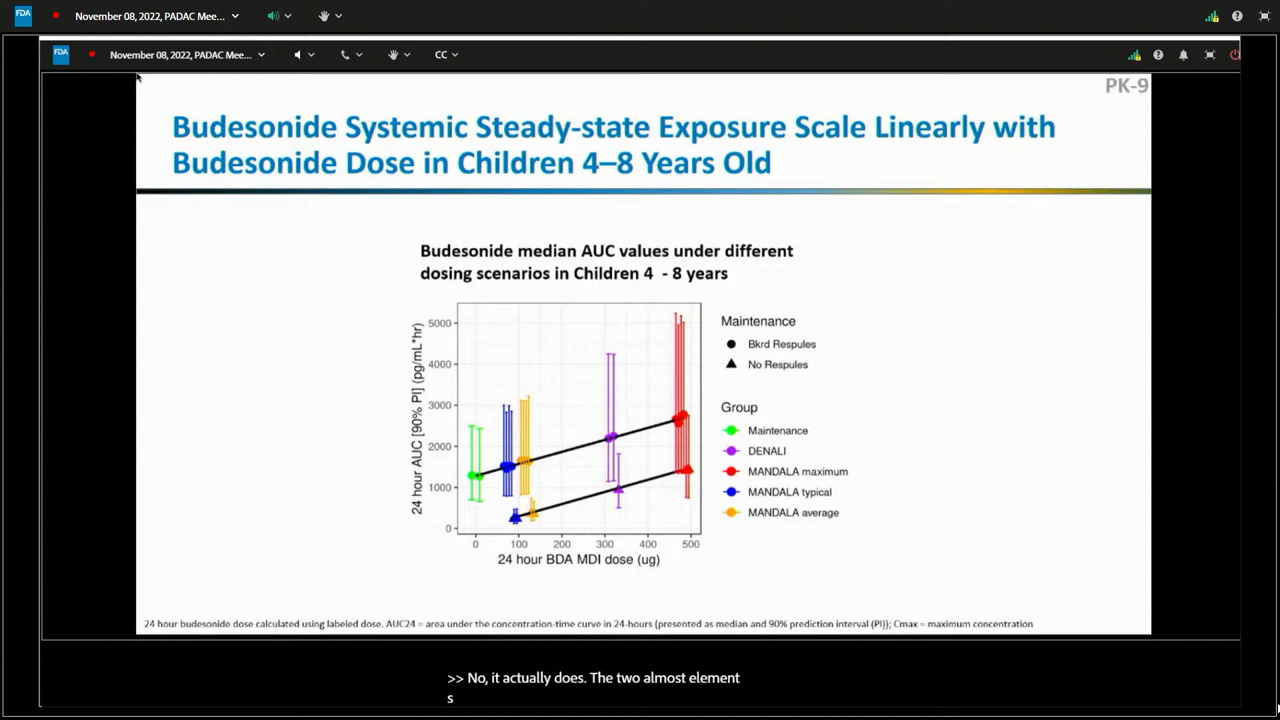 FDA
November 08, 2022, PADAC Mee...
FDA
November 08, 2022, PADAC Mee...
CC
PK-9
Budesonide Systemic Steady-state Exposure Scale Linearly with
Budesonide Dose in Children 4–8 Years Old
Budesonide median AUC values under different
dosing scenarios in Children 4 - 8 years
24 hour AUC [90% PI] (pg/mL*hr)
5000
4000
3000
2000
1000
0
0 100 200 300 400 500
24 hour BDA MDI dose (ug)
Maintenance
Bkrd Respules
No Respules
Group
Maintenance
DENALI
MANDALA maximum
MANDALA typical
MANDALA average
24 hour budesonide dose calculated using labeled dose. AUC24 = area under the concentration-time curve in 24-hours (presented as median and 90% prediction interval (PI)); Cmax = maximum concentration
>> No, it actually does. The two almost element
s